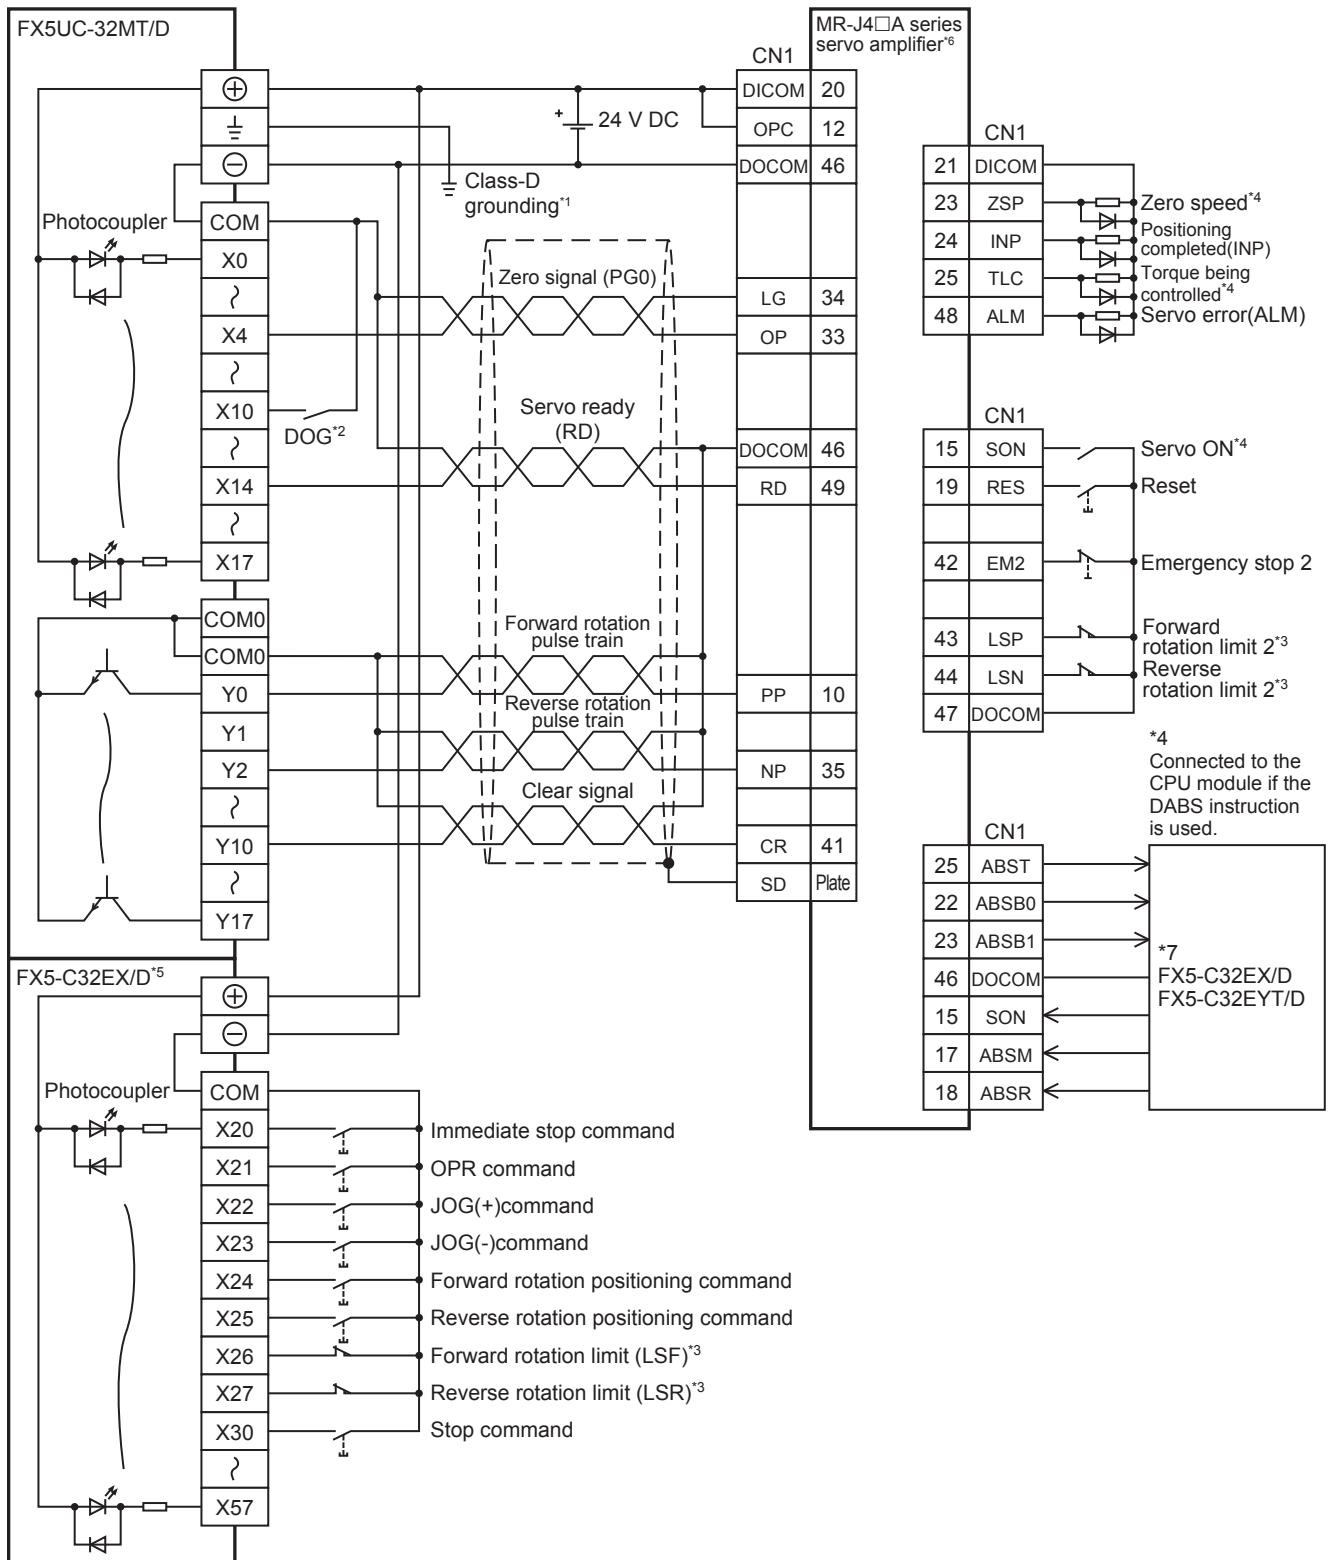 FX5UC-32MT/D
MR-J4□A series
servo amplifier*6
CN1
DICOM 20
OPC 12
DOCOM 46
+
24 V DC
Class-D
grounding*1
Photocoupler
COM
X0
X4
X10
X14
X17
COM0
COM0
Y0
Y1
Y2
Y10
Y17
DOG*2
Zero signal (PG0)
LG 34
OP 33
Servo ready
(RD)
DOCOM 46
RD 49
Forward rotation
pulse train
PP 10
Reverse rotation
pulse train
NP 35
Clear signal
CR 41
SD Plate
CN1
21 DICOM
23 ZSP Zero speed*4
24 INP Positioning
completed(INP)
25 TLC Torque being
controlled*4
48 ALM Servo error(ALM)
CN1
15 SON Servo ON*4
19 RES Reset
42 EM2 Emergency stop 2
43 LSP Forward
rotation limit 2*3
44 LSN Reverse
rotation limit 2*3
47 DOCOM
*4
Connected to the
CPU module if the
DABS instruction
is used.
CN1
25 ABST
22 ABSB0
23 ABSB1
46 DOCOM
15 SON
17 ABSM
18 ABSR
*7
FX5-C32EX/D
FX5-C32EYT/D
FX5-C32EX/D*5
Photocoupler
COM
X20 Immediate stop command
X21 OPR command
X22 JOG(+)command
X23 JOG(-)command
X24 Forward rotation positioning command
X25 Reverse rotation positioning command
X26 Forward rotation limit (LSF)*3
X27 Reverse rotation limit (LSR)*3
X30 Stop command
X57